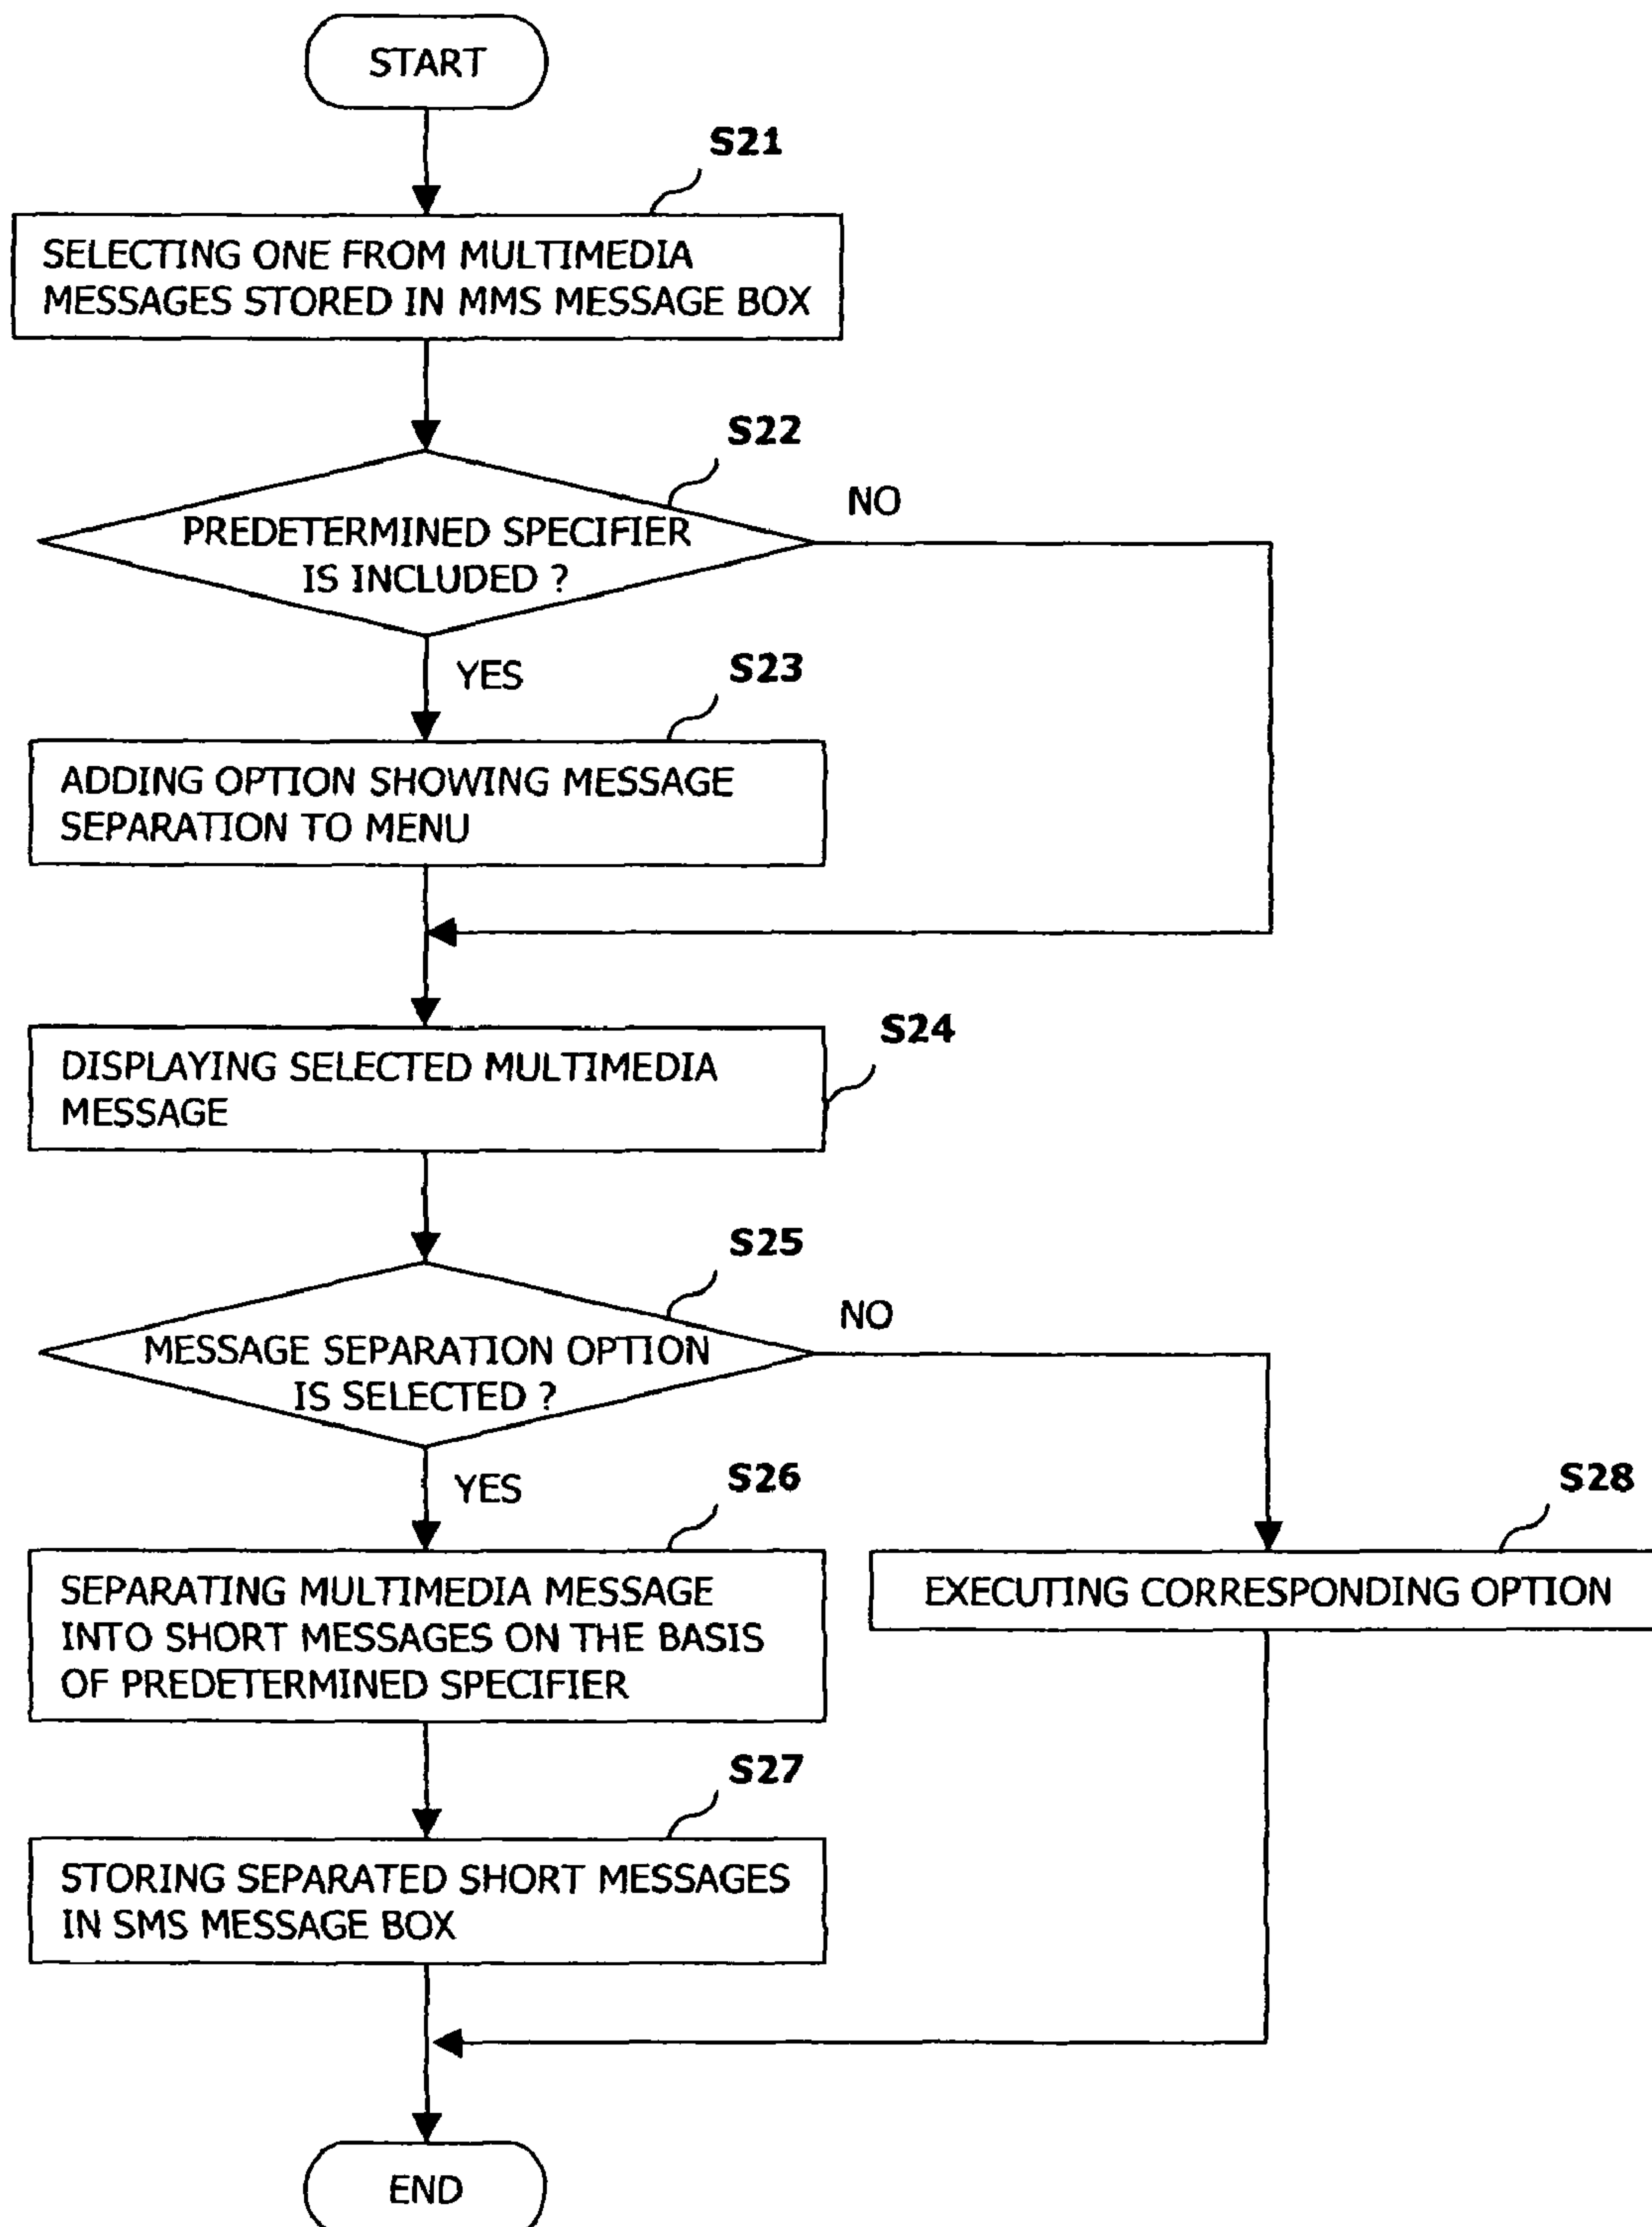 START
S21
SELECTING ONE FROM MULTIMEDIA
MESSAGES STORED IN MMS MESSAGE BOX
S22
NO
PREDETERMINED SPECIFIER
IS INCLUDED ?
YES
S23
ADDING OPTION SHOWING MESSAGE
SEPARATION TO MENU
S24
DISPLAYING SELECTED MULTIMEDIA
MESSAGE
S25
NO
MESSAGE SEPARATION OPTION
IS SELECTED ?
YES
S26
S28
SEPARATING MULTIMEDIA MESSAGE
INTO SHORT MESSAGES ON THE BASIS
OF PREDETERMINED SPECIFIER
EXECUTING CORRESPONDING OPTION
S27
STORING SEPARATED SHORT MESSAGES
IN SMS MESSAGE BOX
END